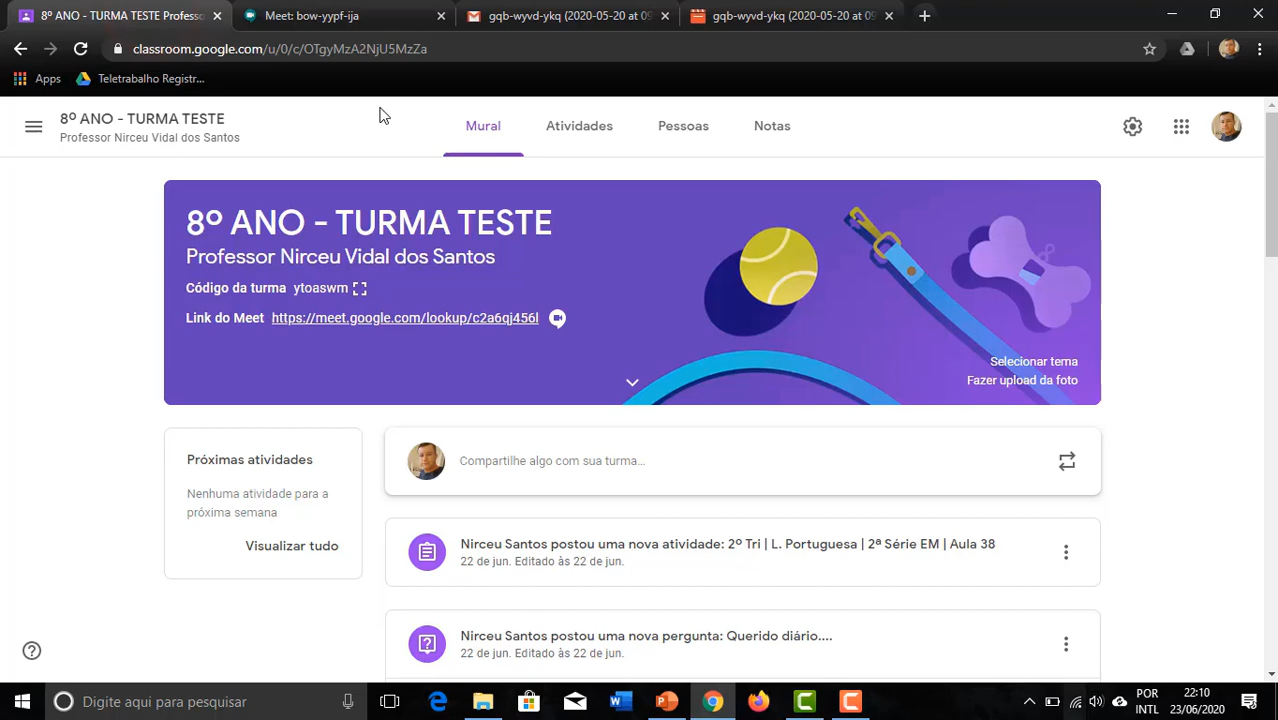 8º ANO - TURMA TESTE Professo
Meet: bow-yypf-ija
gqb-wyvd-ykq (2020-05-20 at 09
gqb-wyvd-ykq (2020-05-20 at 09
classroom.google.com/u/0/c/OTgyMzA2NjU5MzZa
Apps
Teletrabalho Registr...
8º ANO - TURMA TESTE
Professor Nirceu Vidal dos Santos
Mural
Atividades
Pessoas
Notas
8º ANO - TURMA TESTE
Professor Nirceu Vidal dos Santos
Código da turma ytoaswm
Link do Meet https://meet.google.com/lookup/c2a6qj456l
Selecionar tema
Fazer upload da foto
Próximas atividades
Nenhuma atividade para a
próxima semana
Visualizar tudo
Compartilhe algo com sua turma...
Nirceu Santos postou uma nova atividade: 2º Tri | L. Portuguesa | 2ª Série EM | Aula 38
22 de jun. Editado às 22 de jun.
Nirceu Santos postou uma nova pergunta: Querido diário....
22 de jun. Editado às 22 de jun.
Digite aqui para pesquisar
POR
INTL
22:10
23/06/2020